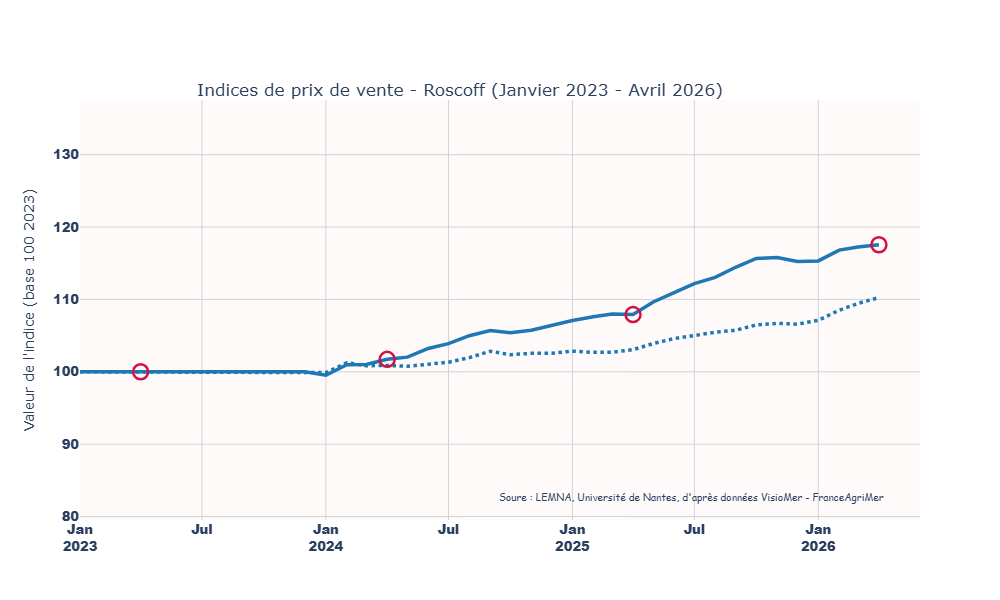 Indices de prix de vente - Roscoff (Janvier 2023 - Avril 2026)
Valeur de l'indice (base 100 2023)
130
120
110
100
90
80
Soure : LEMNA, Université de Nantes, d'après données VisioMer - FranceAgriMer
Jan Jul Jan Jul Jan Jul Jan
2023 2024 2025 2026